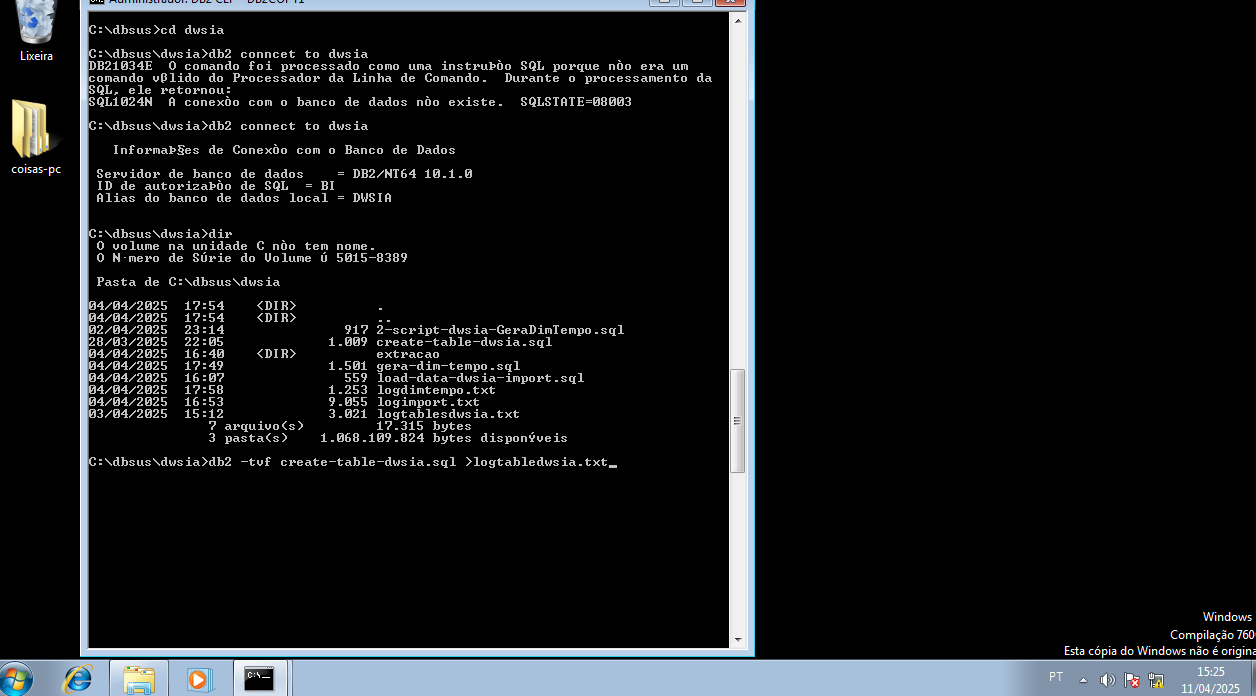 Administrador: DB2 CLP - DB2COPY1
Lixeira
coisas-pc
C:\dbsus>cd dwsia
C:\dbsus\dwsia>db2 conncet to dwsia
DB21034E  O comando foi processado como uma instruÞòo SQL porque nòo era um
comando vßlido do Processador da Linha de Comando.  Durante o processamento da
SQL, ele retornou:
SQL1024N  A conexòo com o banco de dados nòo existe.  SQLSTATE=08003
C:\dbsus\dwsia>db2 connect to dwsia
InformaÞ§es de Conexòo com o Banco de Dados
Servidor de banco de dados    = DB2/NT64 10.1.0
ID de autorizaÞòo de SQL  = BI
Alias do banco de dados local = DWSIA
C:\dbsus\dwsia>dir
O volume na unidade C nòo tem nome.
O N·mero de SÚrie do Volume Ú 5015-8389
Pasta de C:\dbsus\dwsia
04/04/2025  17:54    <DIR>          .
04/04/2025  17:54    <DIR>          ..
02/04/2025  23:14               917 2-script-dwsia-GeraDimTempo.sql
28/03/2025  22:05             1.009 create-table-dwsia.sql
04/04/2025  16:40    <DIR>          extracao
04/04/2025  17:49             1.501 gera-dim-tempo.sql
04/04/2025  16:07               559 load-data-dwsia-import.sql
04/04/2025  17:58             1.253 logdimtempo.txt
04/04/2025  16:53             9.055 logimport.txt
03/04/2025  15:12             3.021 logtablesdwsia.txt
7 arquivo(s)         17.315 bytes
3 pasta(s)    1.068.109.824 bytes disponÝveis
C:\dbsus\dwsia>db2 -tvf create-table-dwsia.sql >logtabledwsia.txt_
Windows
Compilação 760
Esta cópia do Windows não é origina
C:\_
PT
15:25
11/04/2025